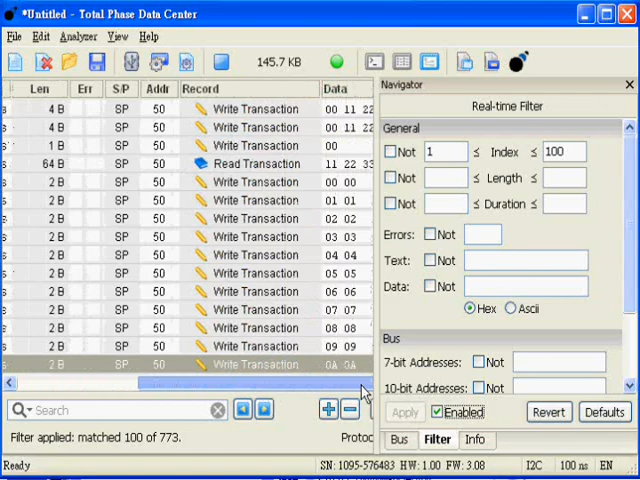 *Untitled - Total Phase Data Center
File Edit Analyzer View Help
145.7 KB
Len Err S/P Addr Record Data
4 B SP 50 Write Transaction 00 11 22
4 B SP 50 Write Transaction 00 11 22
1 B SP 50 Write Transaction 00
64 B SP 50 Read Transaction 11 22 33
2 B SP 50 Write Transaction 00 00
2 B SP 50 Write Transaction 01 01
2 B SP 50 Write Transaction 02 02
2 B SP 50 Write Transaction 03 03
2 B SP 50 Write Transaction 04 04
2 B SP 50 Write Transaction 05 05
2 B SP 50 Write Transaction 06 06
2 B SP 50 Write Transaction 07 07
2 B SP 50 Write Transaction 08 08
2 B SP 50 Write Transaction 09 09
2 B SP 50 Write Transaction 0A 0A
Search
Filter applied: matched 100 of 773.
Protoc
Navigator
Real-time Filter
General
Not 1 ≤ Index ≤ 100
Not ≤ Length ≤
Not ≤ Duration ≤
Errors: Not
Text: Not
Data: Not
Hex Ascii
Bus
7-bit Addresses: Not
10-bit Addresses: Not
Apply Enabled Revert Defaults
Bus Filter Info
Ready SN: 1095-576483 HW: 1.00 FW: 3.08 I2C 100 ns EN